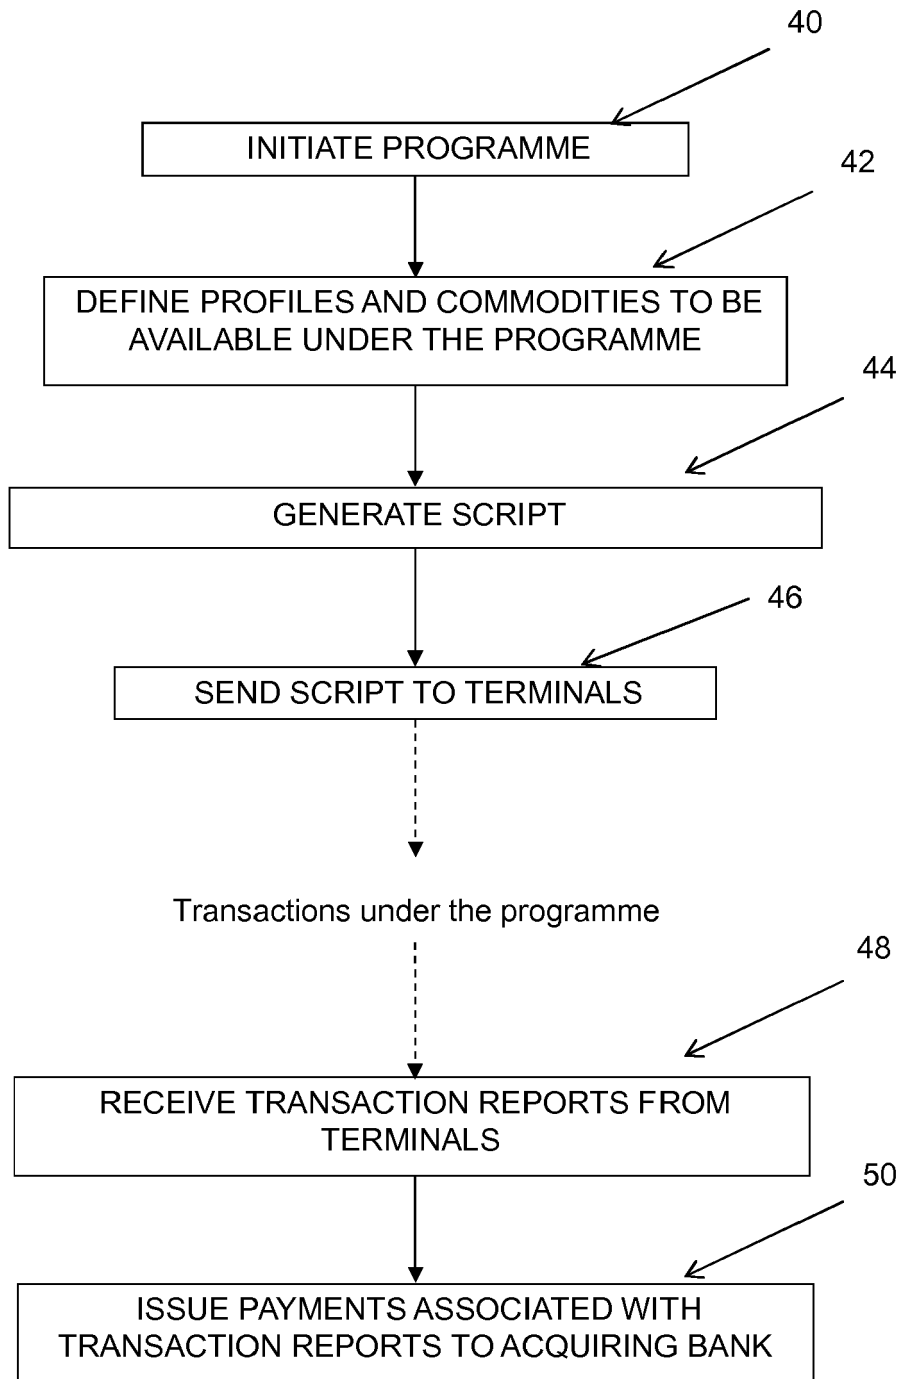 40
INITIATE PROGRAMME
42
DEFINE PROFILES AND COMMODITIES TO BE
AVAILABLE UNDER THE PROGRAMME
44
GENERATE SCRIPT
46
SEND SCRIPT TO TERMINALS
Transactions under the programme
48
RECEIVE TRANSACTION REPORTS FROM
TERMINALS
50
ISSUE PAYMENTS ASSOCIATED WITH
TRANSACTION REPORTS TO ACQUIRING BANK